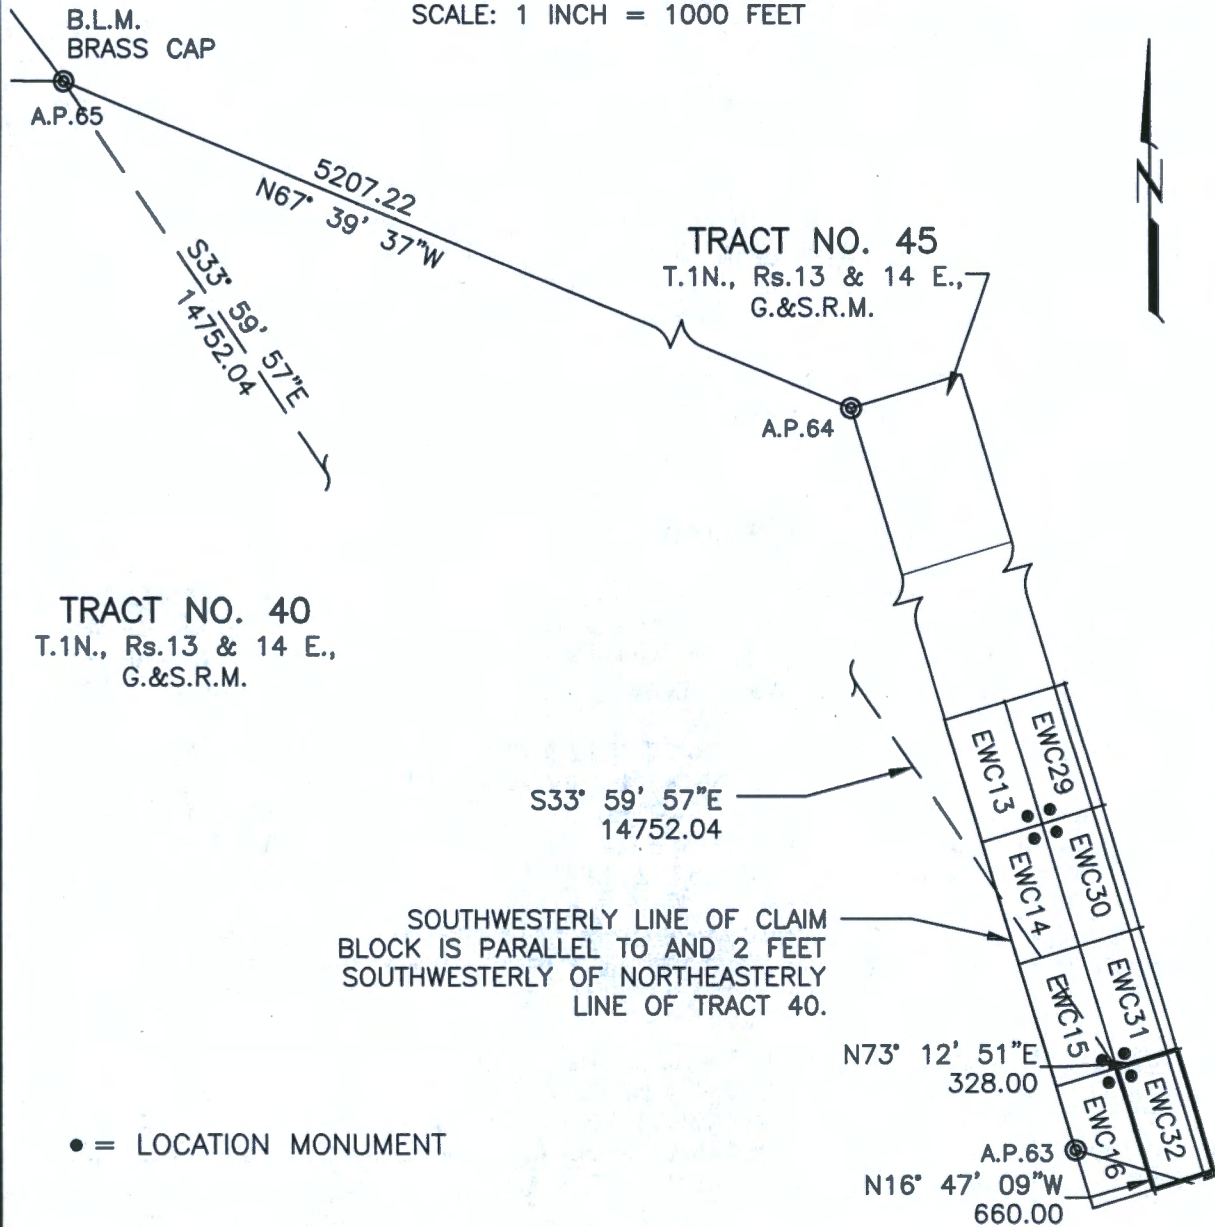 SCALE: 1 INCH = 1000 FEET
B.L.M.
BRASS CAP
A.P.65
5207.22
N67° 39' 37"W
S33° 59' 57"E
14752.04
N
TRACT NO. 45
T.1N., Rs.13 & 14 E.,
G.&S.R.M.
A.P.64
TRACT NO. 40
T.1N., Rs.13 & 14 E.,
G.&S.R.M.
EWC13
EWC29
S33° 59' 57"E
14752.04
EWC14
EWC30
SOUTHWESTERLY LINE OF CLAIM
BLOCK IS PARALLEL TO AND 2 FEET
SOUTHWESTERLY OF NORTHEASTERLY
LINE OF TRACT 40.
EWC15
EWC31
N73° 12' 51"E
328.00
EWC16
EWC32
● = LOCATION MONUMENT
A.P.63
N16° 47' 09"W
660.00